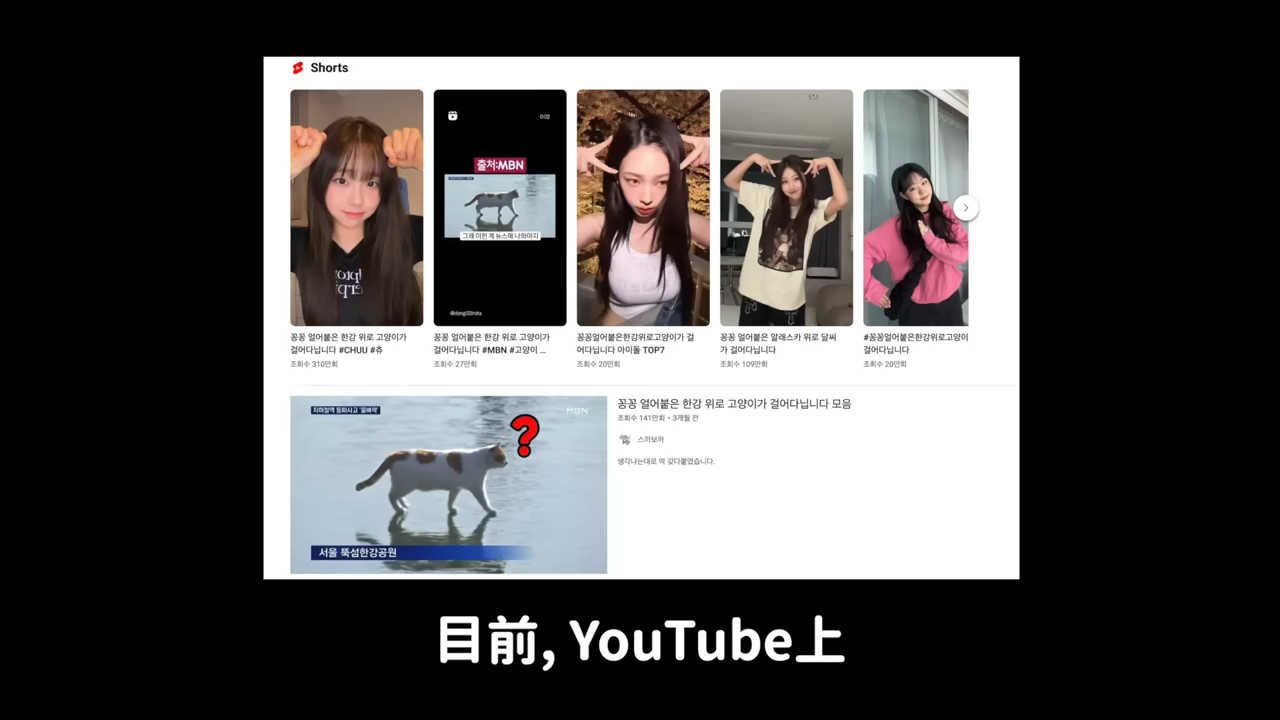 Shorts
002
출처:MBN
그래 이런 게 뉴스에 나와야지
@dong02insta
꽁꽁 얼어붙은 한강 위로 고양이가
걸어다닙니다 #CHUU #츄
조회수 310만회
꽁꽁 얼어붙은 한강 위로 고양이가
걸어다닙니다 #MBN #고양이 ...
조회수 27만회
꽁꽁얼어붙은한강위로고양이가 걸
어다닙니다 아이돌 TOP7
조회수 20만회
꽁꽁 얼어붙은 알래스카 위로 달씨
가 걸어다닙니다
조회수 109만회
#꽁꽁얼어붙은한강위로고양이
걸어다닙니다
조회수 20만회
MBN
?
서울 뚝섬한강공원
꽁꽁 얼어붙은 한강 위로 고양이가 걸어다닙니다 모음
조회수 141만회 • 3개월 전
스까보까
생각나는대로 막 갖다붙였습니다.
目前, YouTube上